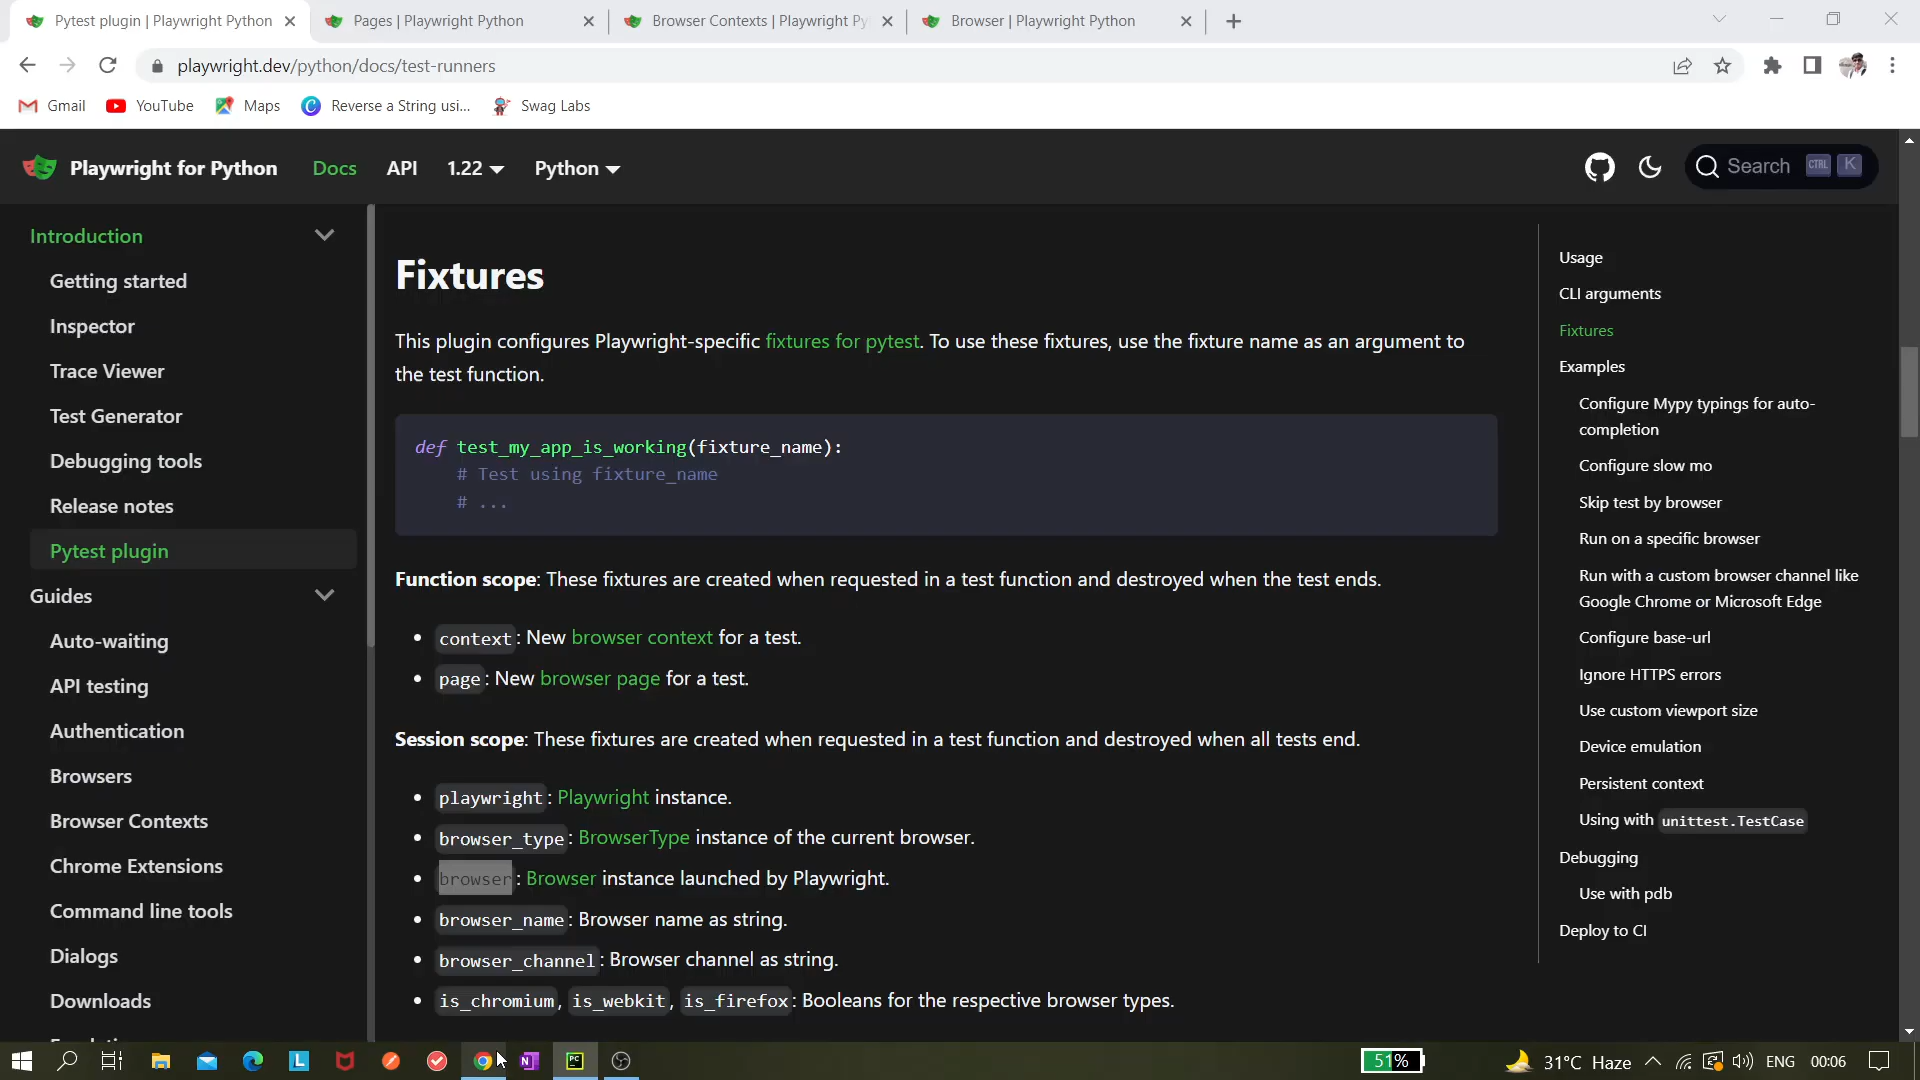 Pytest plugin | Playwright Python
Pages | Playwright Python
Browser Contexts | Playwright Py
Browser | Playwright Python
playwright.dev/python/docs/test-runners
Gmail
YouTube
Maps
Reverse a String usi...
Swag Labs
Playwright for Python
Docs
API
1.22
Python
Search CTRL K
Introduction
Getting started
Inspector
Trace Viewer
Test Generator
Debugging tools
Release notes
Pytest plugin
Guides
Auto-waiting
API testing
Authentication
Browsers
Browser Contexts
Chrome Extensions
Command line tools
Dialogs
Downloads
Fixtures
This plugin configures Playwright-specific fixtures for pytest. To use these fixtures, use the fixture name as an argument to
the test function.
def test_my_app_is_working(fixture_name):
# Test using fixture_name
# ...
Function scope: These fixtures are created when requested in a test function and destroyed when the test ends.
• context: New browser context for a test.
• page: New browser page for a test.
Session scope: These fixtures are created when requested in a test function and destroyed when all tests end.
• playwright: Playwright instance.
• browser_type: BrowserType instance of the current browser.
• browser: Browser instance launched by Playwright.
• browser_name: Browser name as string.
• browser_channel: Browser channel as string.
• is_chromium, is_webkit, is_firefox: Booleans for the respective browser types.
Usage
CLI arguments
Fixtures
Examples
Configure Mypy typings for auto-
completion
Configure slow mo
Skip test by browser
Run on a specific browser
Run with a custom browser channel like
Google Chrome or Microsoft Edge
Configure base-url
Ignore HTTPS errors
Use custom viewport size
Device emulation
Persistent context
Using with unittest.TestCase
Debugging
Use with pdb
Deploy to CI
L
N
PC
51%
31°C Haze
ENG
00:06